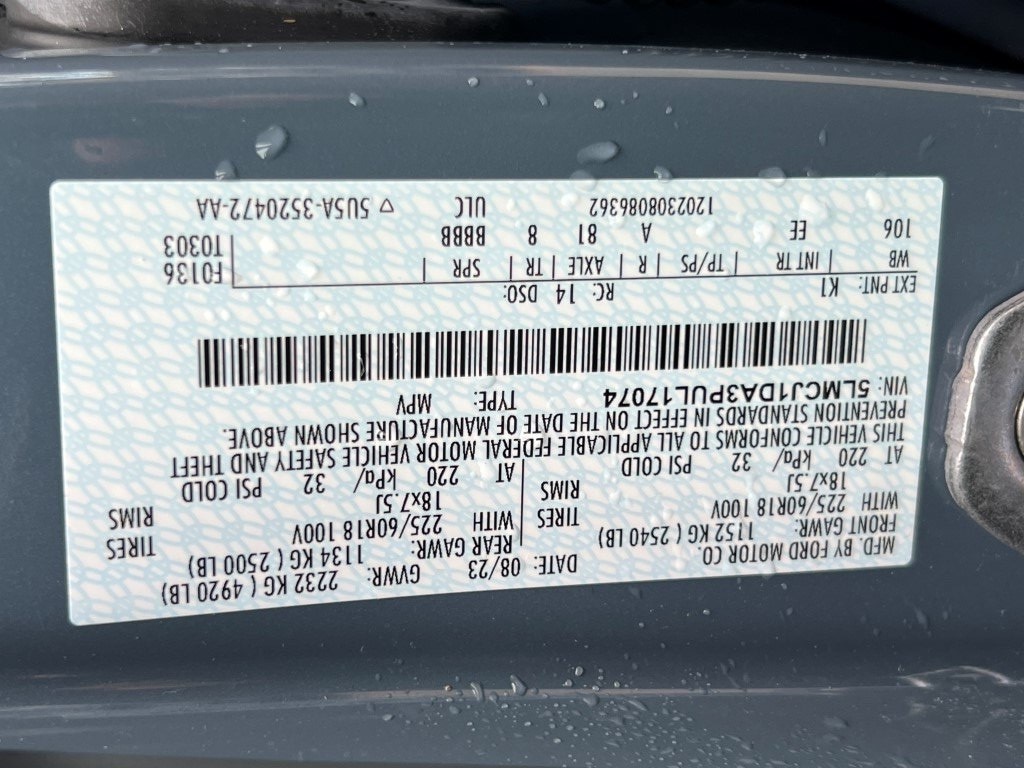 MFD. BY FORD MOTOR CO.
DATE: 08/23 GVWR: 2232 KG ( 4920 LB)
FRONT GAWR: 1152 KG ( 2540 LB) REAR GAWR: 1134 KG ( 2500 LB)
WITH 225/60R18 100V TIRES WITH 225/60R18 100V TIRES
18x7.5J RIMS 18x7.5J RIMS
AT 220 kPa/ 32 PSI COLD AT 220 kPa/ 32 PSI COLD
THIS VEHICLE CONFORMS TO ALL APPLICABLE FEDERAL MOTOR VEHICLE SAFETY AND THEFT
PREVENTION STANDARDS IN EFFECT ON THE DATE OF MANUFACTURE SHOWN ABOVE.
VIN: 5LMCJ1DA3PUL17074 TYPE: MPV
EXT PNT: K1 RC: 14 DSO: F0136
WB INT TR TP/PS R AXLE TR SPR T0303
106 EE A 81 8 BBBB
1202308086362 ULC ▽ 5U5A-3520472-AA